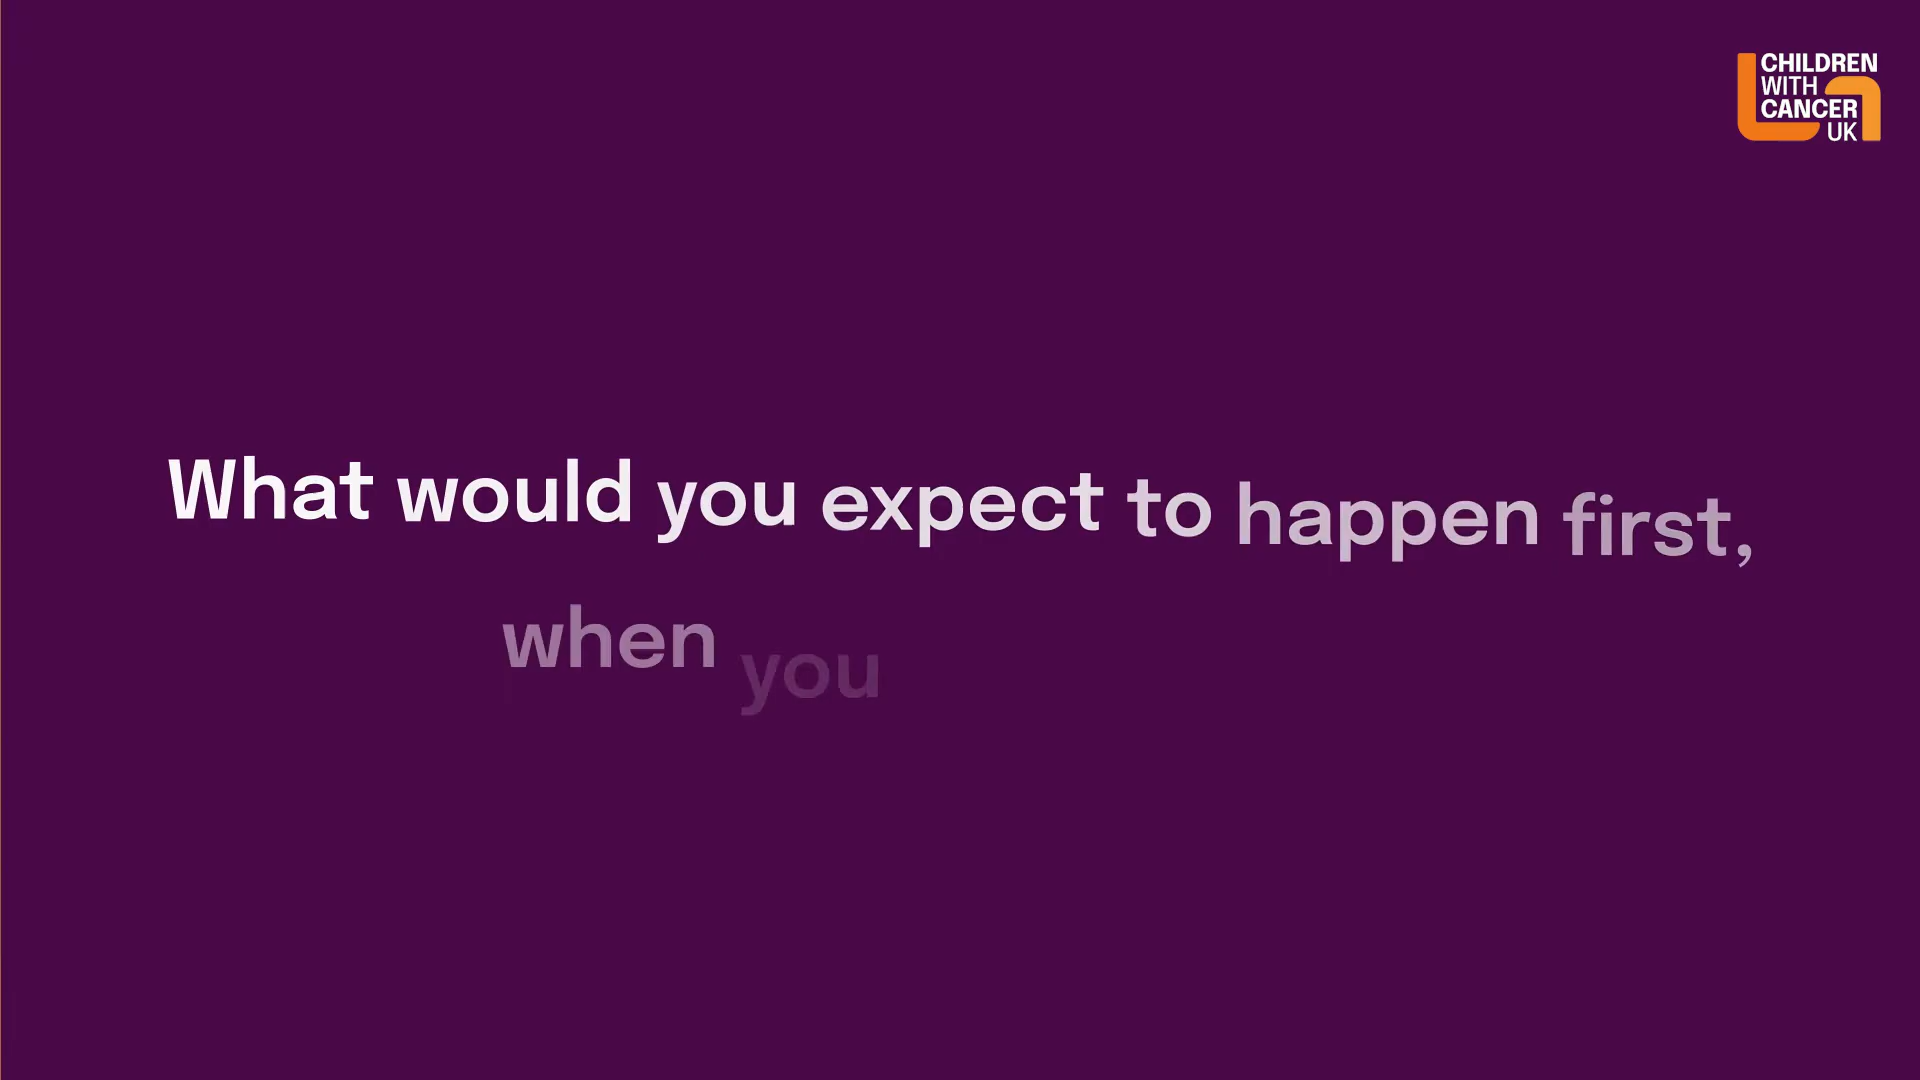 CHILDREN
WITH
CANCER
UK
What would you expect to happen first,
when you